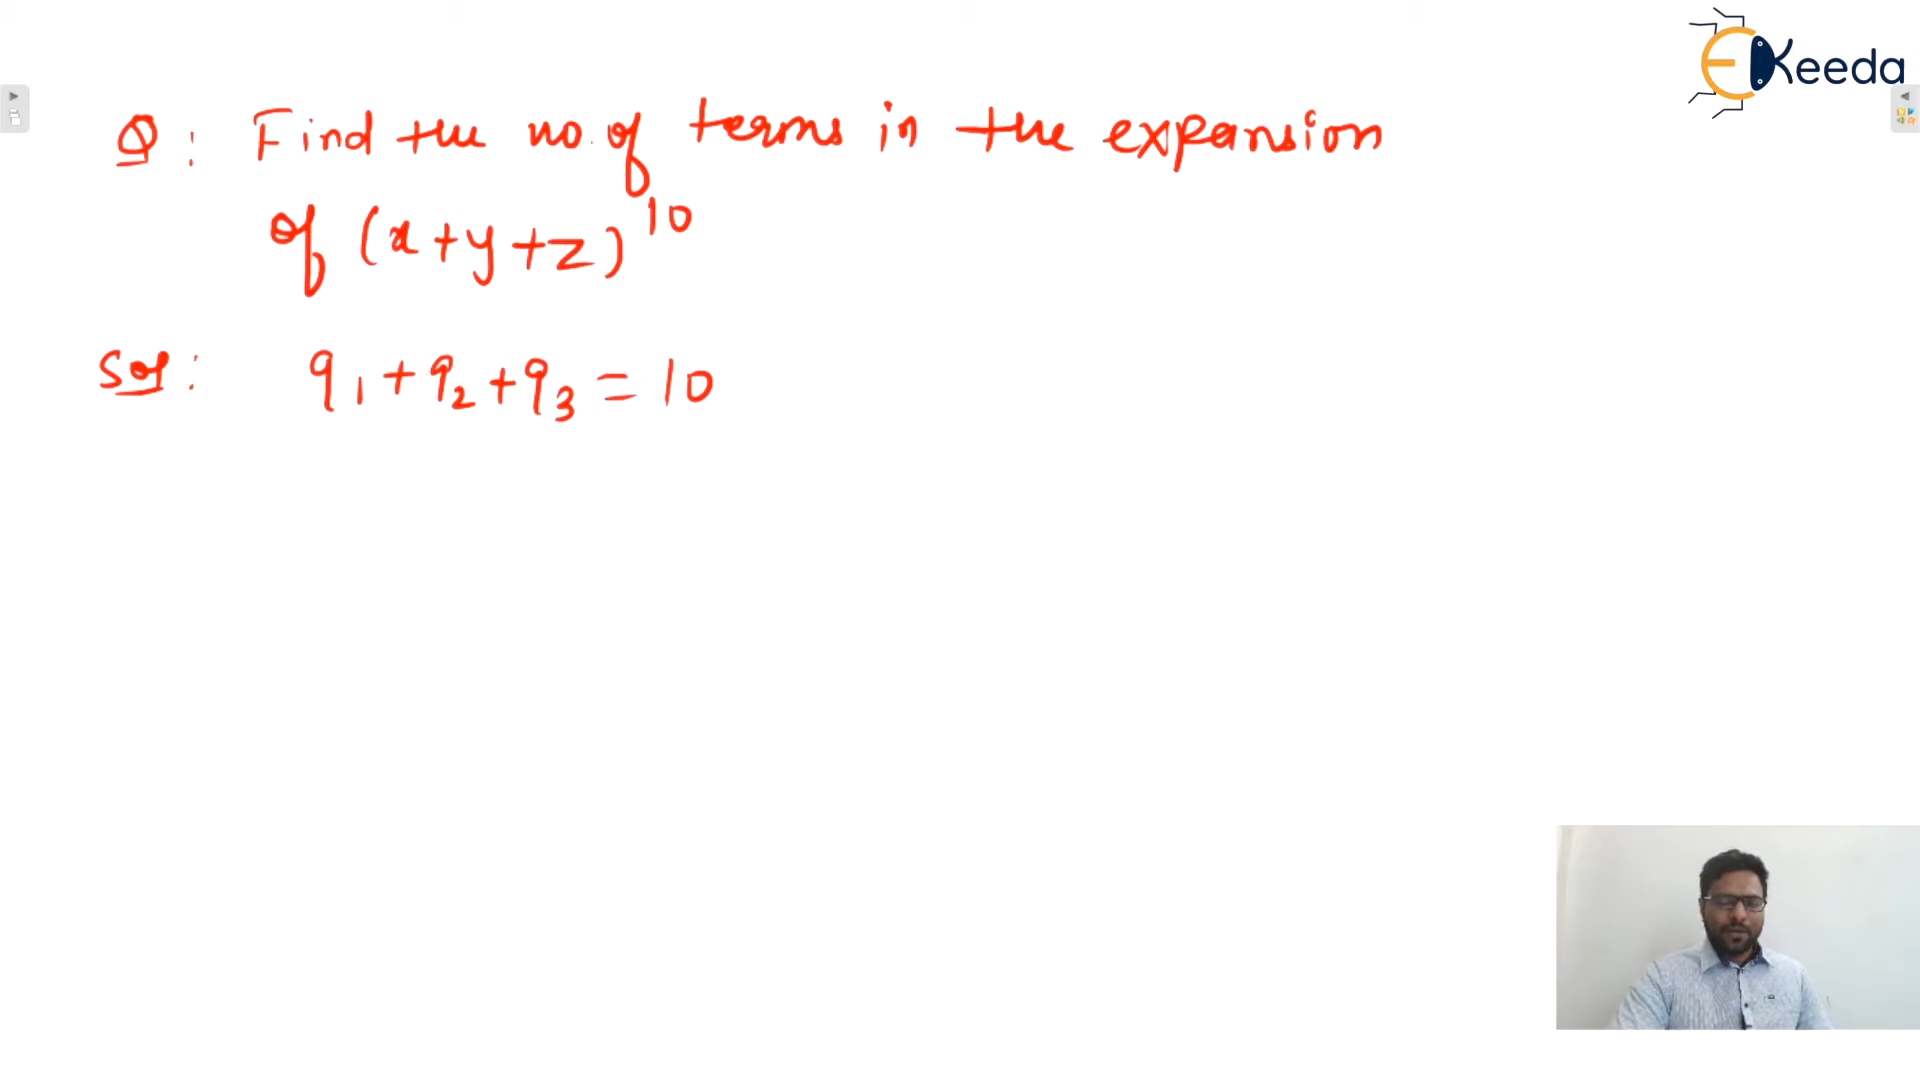 EKeeda
Q: Find the no. of terms in the expansion
of (x+y+z)^10
Sol: q₁+q₂+q₃=10